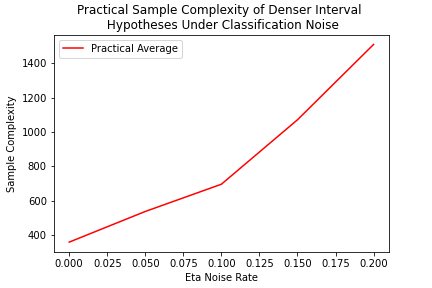 Practical Sample Complexity of Denser Interval
Hypotheses Under Classification Noise
Practical Average
Sample Complexity
1400
1200
1000
800
600
400
0.000 0.025 0.050 0.075 0.100 0.125 0.150 0.175 0.200
Eta Noise Rate